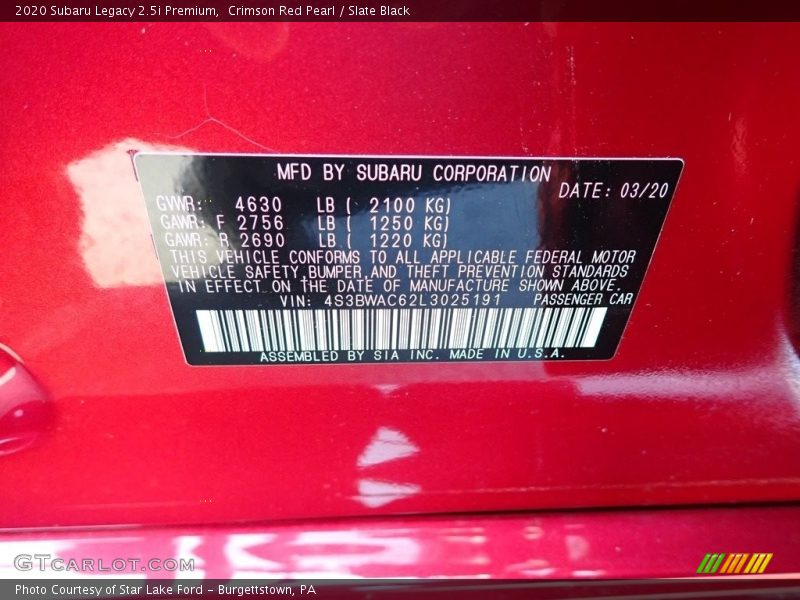 2020 Subaru Legacy 2.5i Premium,  Crimson Red Pearl / Slate Black
MFD BY SUBARU CORPORATION
DATE: 03/20
GVWR: 4630 LB ( 2100 KG)
GAWR: F 2756 LB ( 1250 KG)
GAWR: R 2690 LB ( 1220 KG)
THIS VEHICLE CONFORMS TO ALL APPLICABLE FEDERAL MOTOR
VEHICLE SAFETY,BUMPER,AND THEFT PREVENTION STANDARDS
IN EFFECT ON THE DATE OF MANUFACTURE SHOWN ABOVE.
VIN: 4S3BWAC62L3025191 PASSENGER CAR
ASSEMBLED BY SIA INC. MADE IN U.S.A.
GTCARLOT.COM
Photo Courtesy of Star Lake Ford – Burgettstown, PA